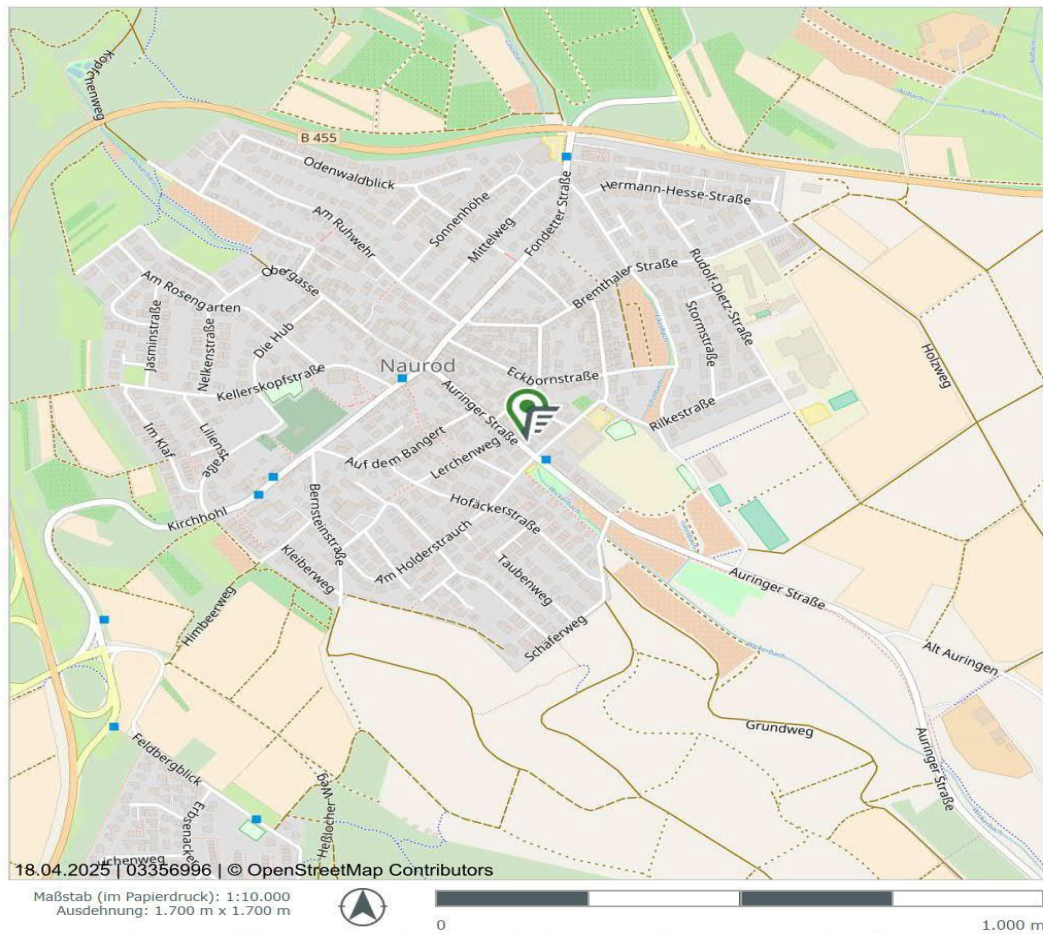 Köpfchenweg
B 455
Odenwaldblick
Hermann-Hesse-Straße
Am Ruhwehr
Sonnenhöhe
Mittelweg
Fondetter Straße
Rudolf-Dietz-Straße
Bremthaler Straße
Obergasse
Am Rosengarten
Jasminstraße
Nelkenstraße
Die Hub
Stormstraße
Holzweg
Naurod
Kellerskopfstraße
Eckbornstraße
Auringer Straße
Rilkestraße
Im Klaf
Lilienstraße
Auf dem Bangert
Lerchenweg
Wickerbach
Hofäckerstraße
Kirchhohl
Bernsteinstraße
Kleiberweg
Am Holderstrauch
Taubenweg
Himbeerweg
Schäferweg
Auringer Straße
Alt Auringen
Wickerbach
Grundweg
Auringer Straße
Feldbergblick
Erbsenacker
Heßlocher Weg
ichenweg
18.04.2025 | 03356996 | © OpenStreetMap Contributors
Maßstab (im Papierdruck): 1:10.000
Ausdehnung: 1.700 m x 1.700 m
0
1.000 m